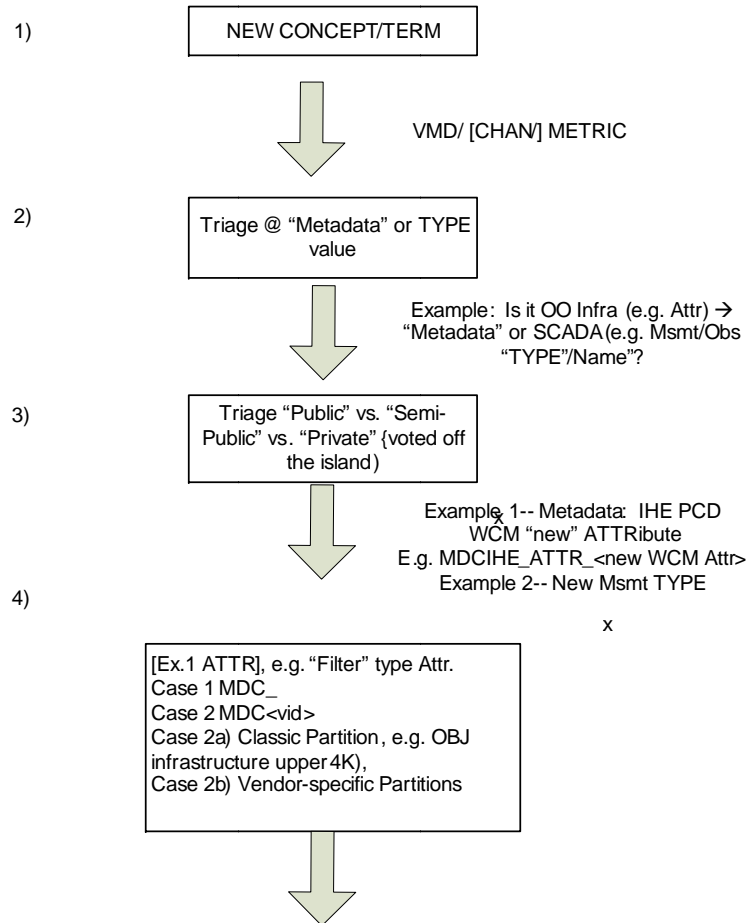 1)
NEW CONCEPT/TERM
VMD/ [CHAN/] METRIC
2)
Triage @ “Metadata” or TYPE
value
Example: Is it OO Infra (e.g. Attr) →
“Metadata” or SCADA(e.g. Msmt/Obs
“TYPE”/Name”?
3)
Triage “Public” vs. “Semi-
Public” vs. “Private” {voted off
the island)
Example 1-- Metadata: IHE PCD
x
WCM “new” ATTRibute
E.g. MDCIHE_ATTR_<new WCM Attr>
Example 2-- New Msmt TYPE
4)
x
[Ex.1 ATTR], e.g. “Filter” type Attr.
Case 1 MDC_
Case 2 MDC<vid>
Case 2a) Classic Partition, e.g. OBJ
infrastructure upper 4K),
Case 2b) Vendor-specific Partitions